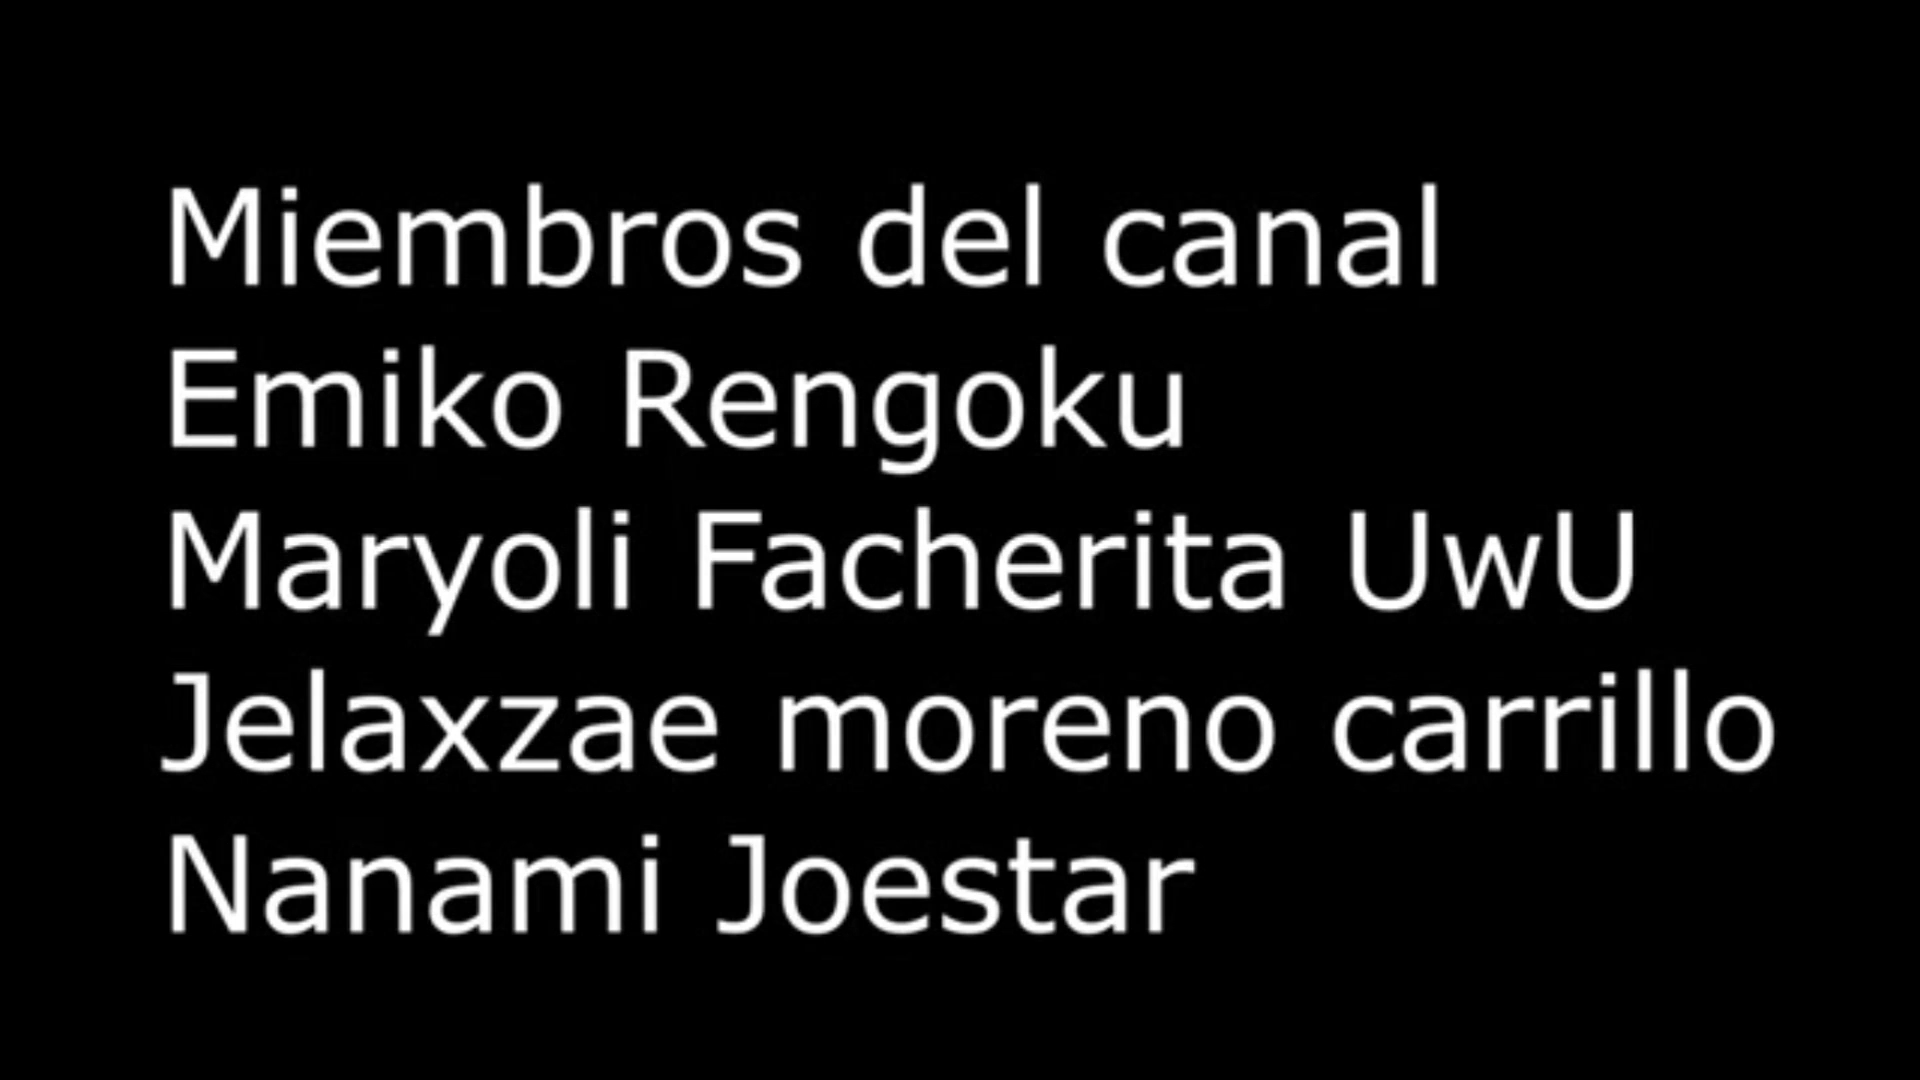 Miembros del canal
Emiko Rengoku
Maryoli Facherita UwU
Jelaxzae moreno carrillo
Nanami Joestar